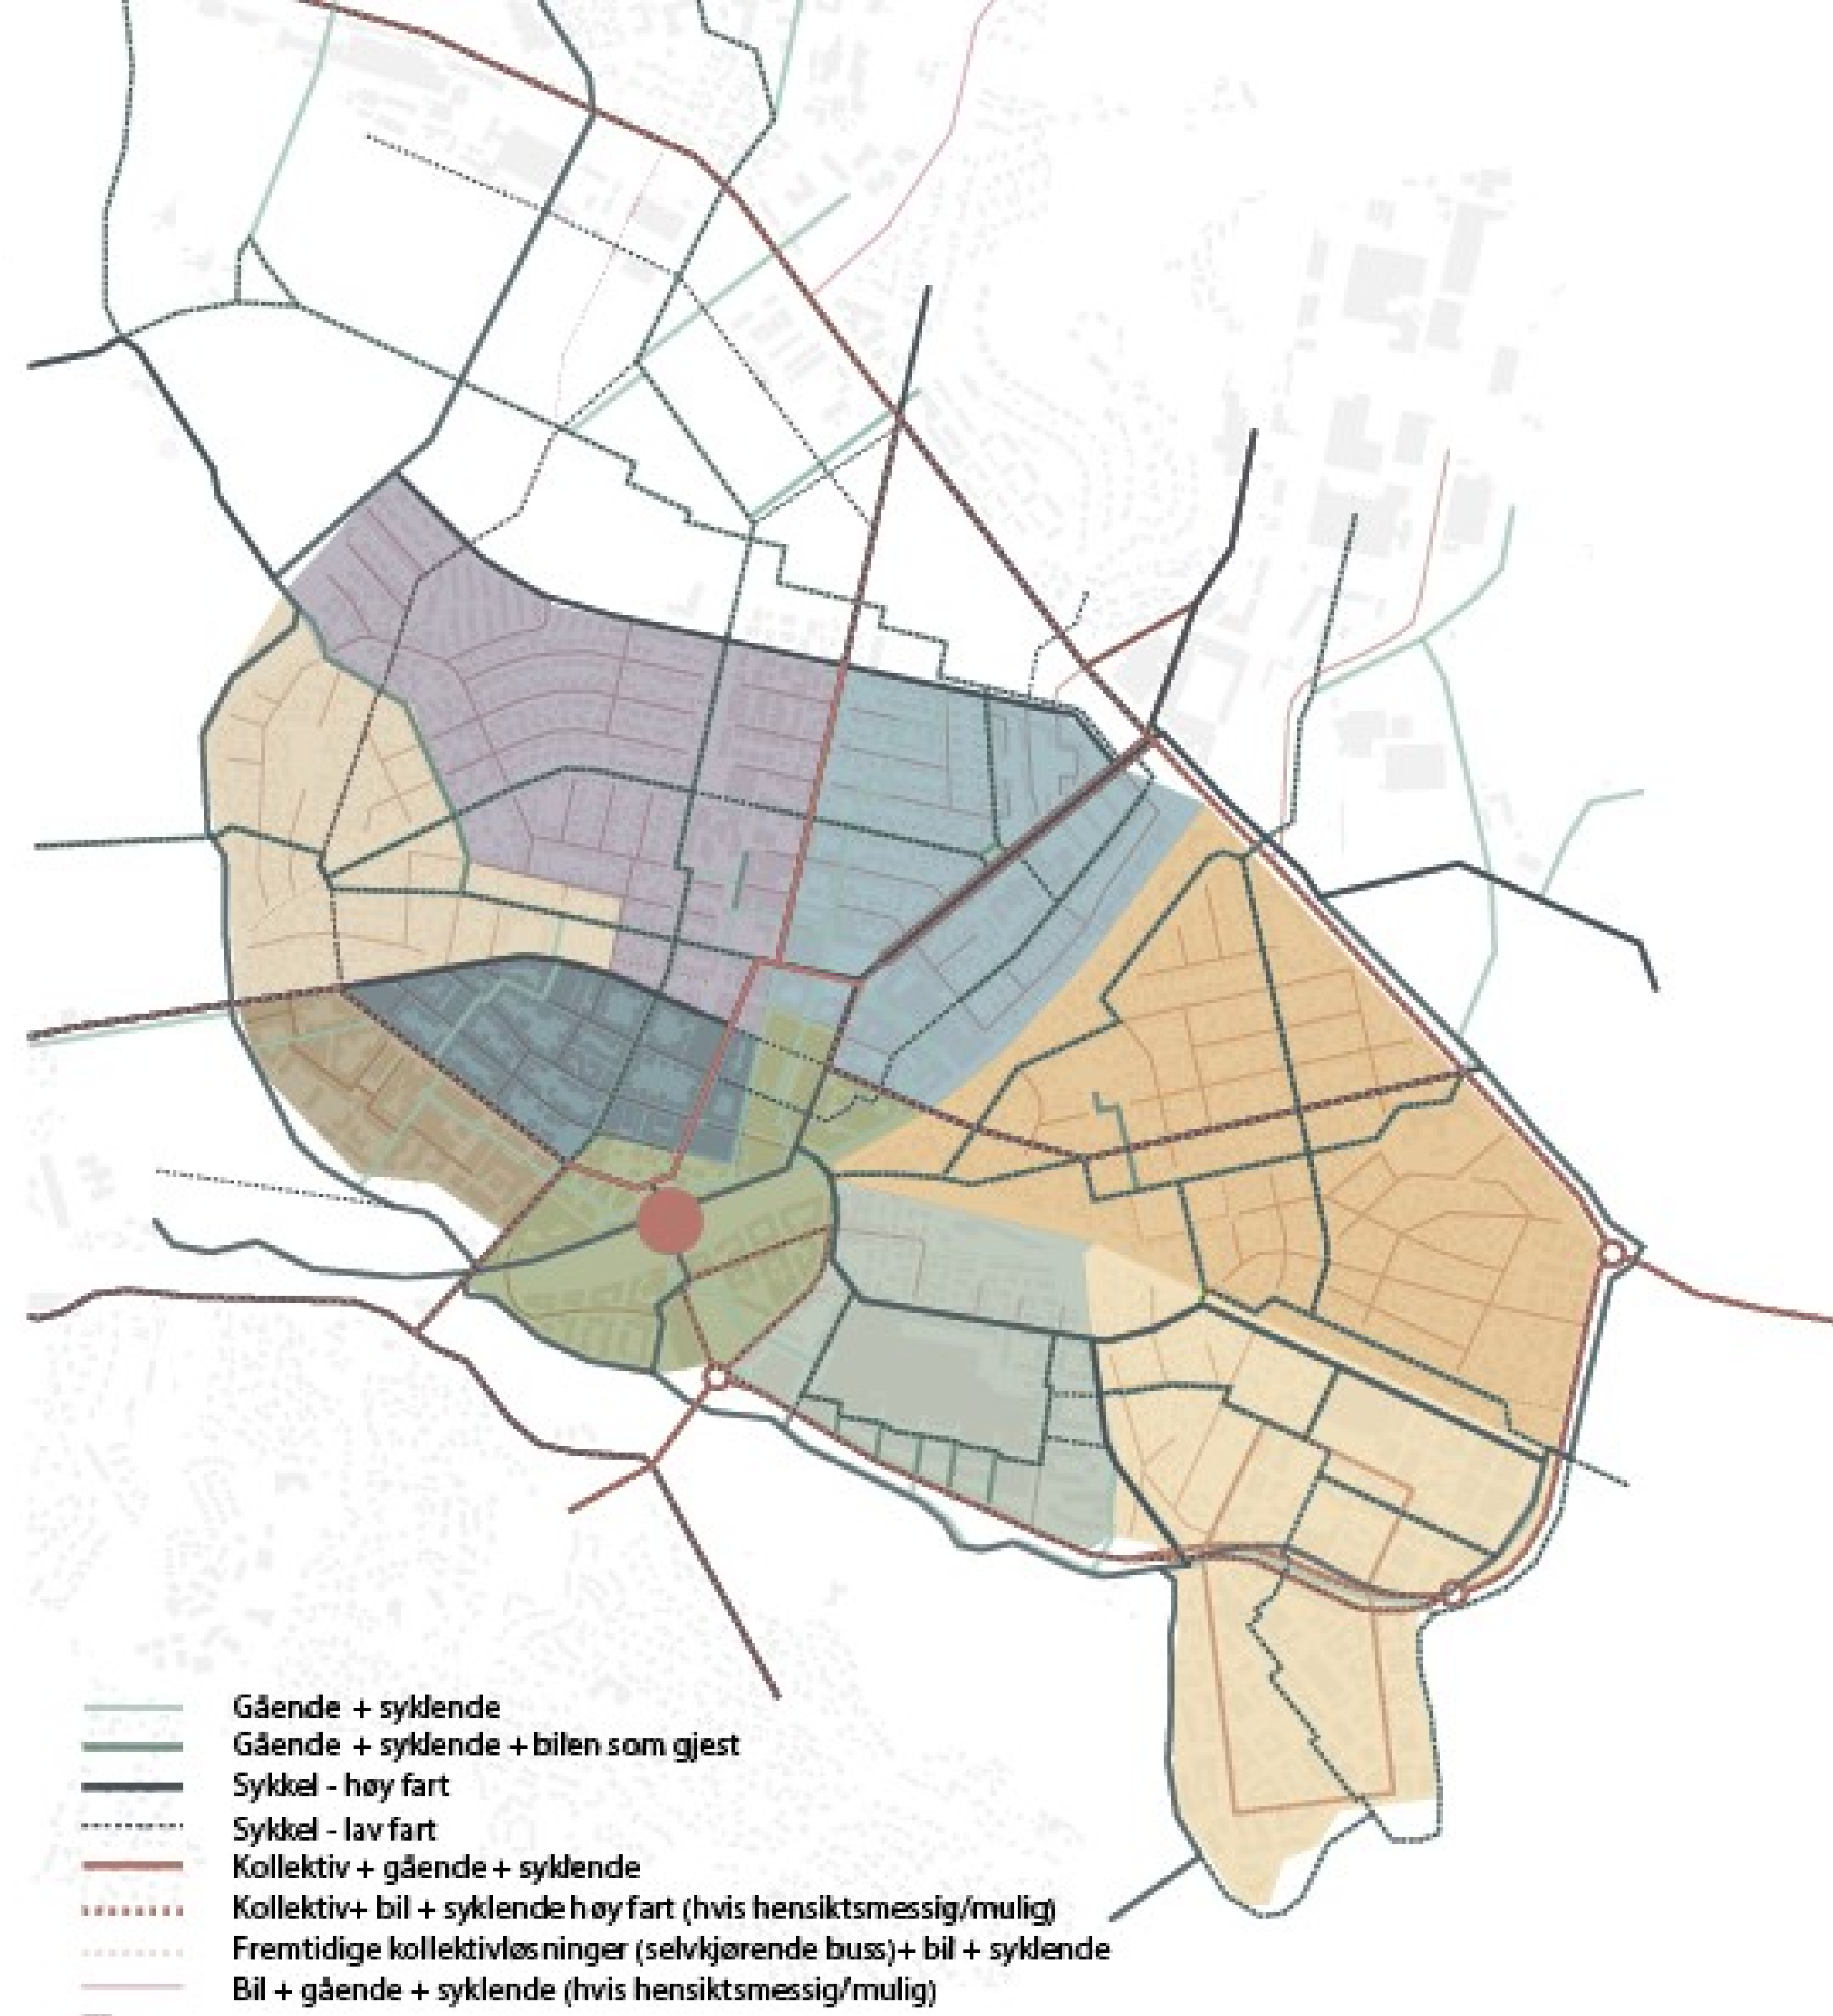 Gående + syklende
Gående + syklende + bilen som gjest
Sykkel - høy fart
Sykkel - lav fart
Kollektiv + gående + syklende
Kollektiv+ bil + syklende høy fart (hvis hensiktsmessig/mulig)
Fremtidige kollektivløsninger (selvkjørende buss)+ bil + syklende
Bil + gående + syklende (hvis hensiktsmessig/mulig)